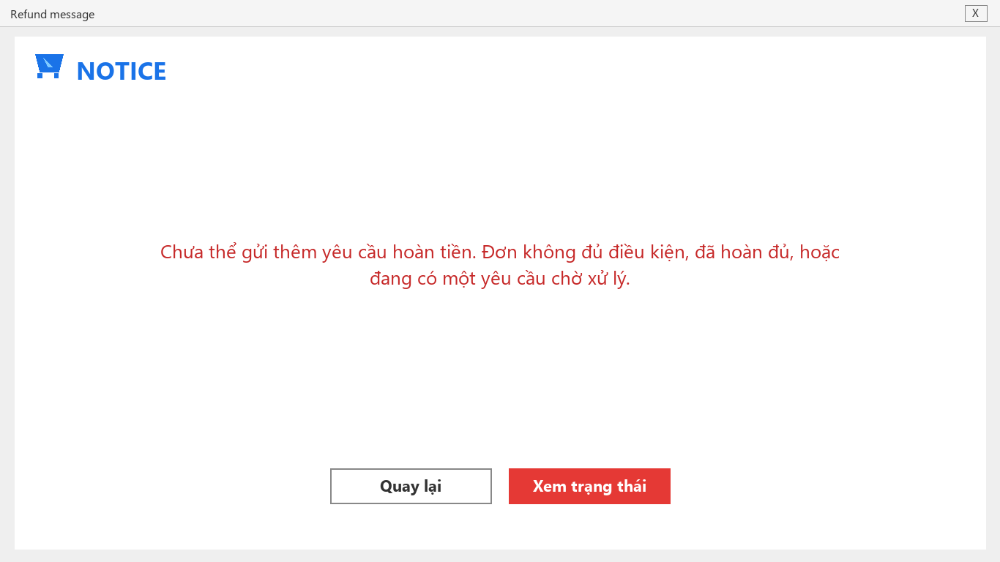 Refund message
X
NOTICE
Chưa thể gửi thêm yêu cầu hoàn tiền. Đơn không đủ điều kiện, đã hoàn đủ, hoặc
đang có một yêu cầu chờ xử lý.
Quay lại
Xem trạng thái